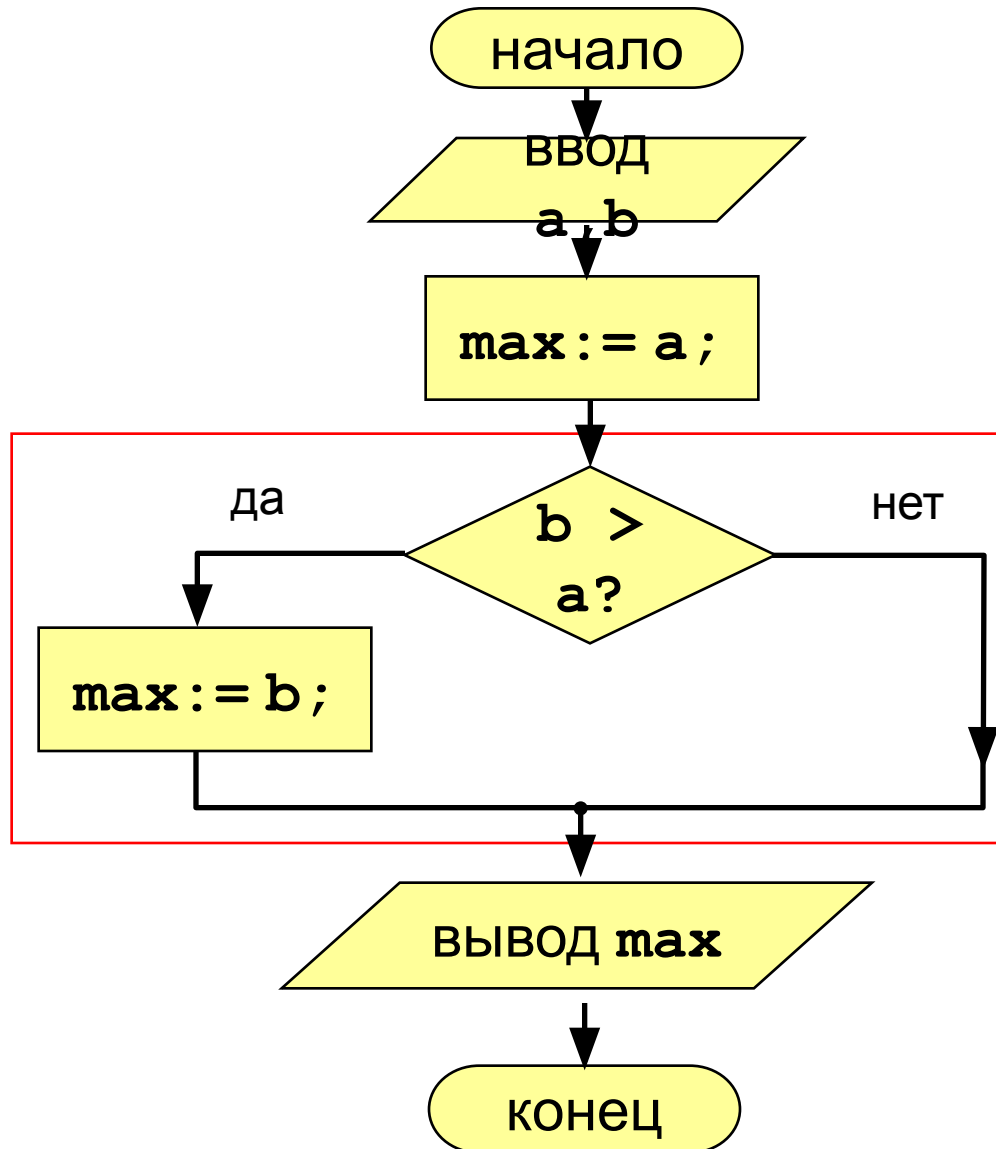 начало
ввод
a,b
max:= a;
да
нет
b >
a?
max:= b;
вывод max
конец